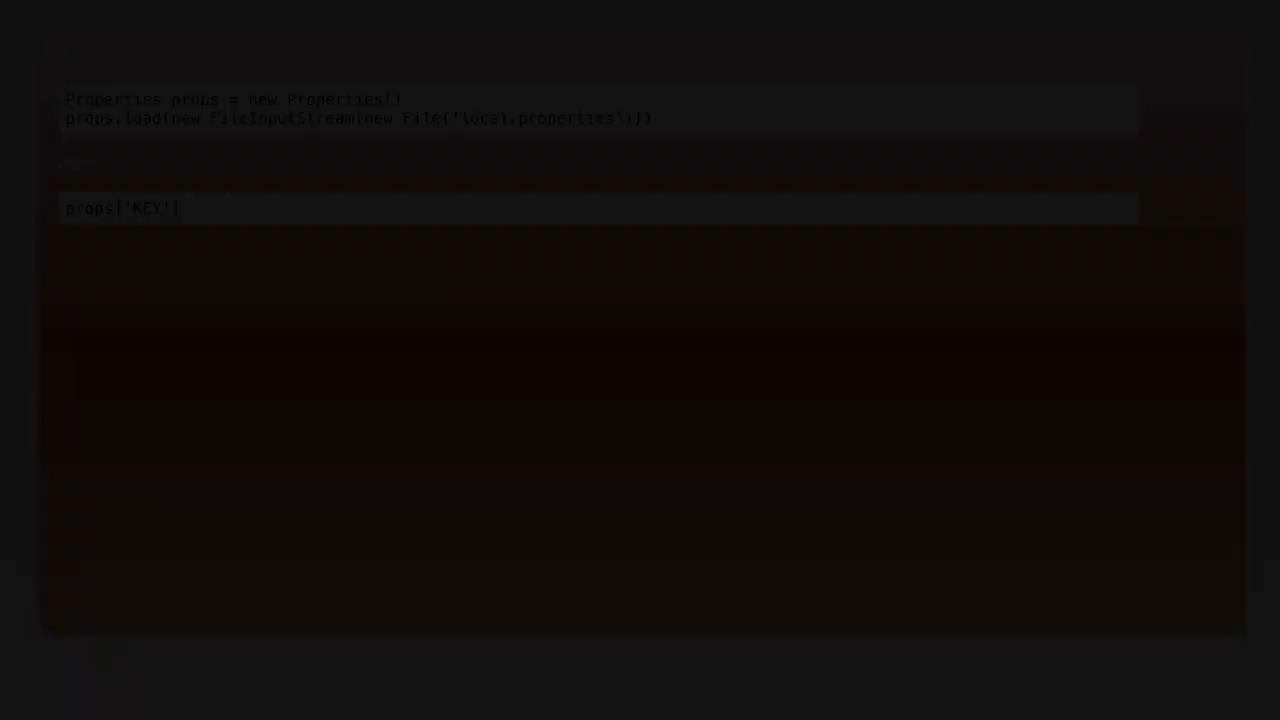 Properties props = new Properties()
props.load(new FileInputStream(new File('local.properties')))
props['KEY']